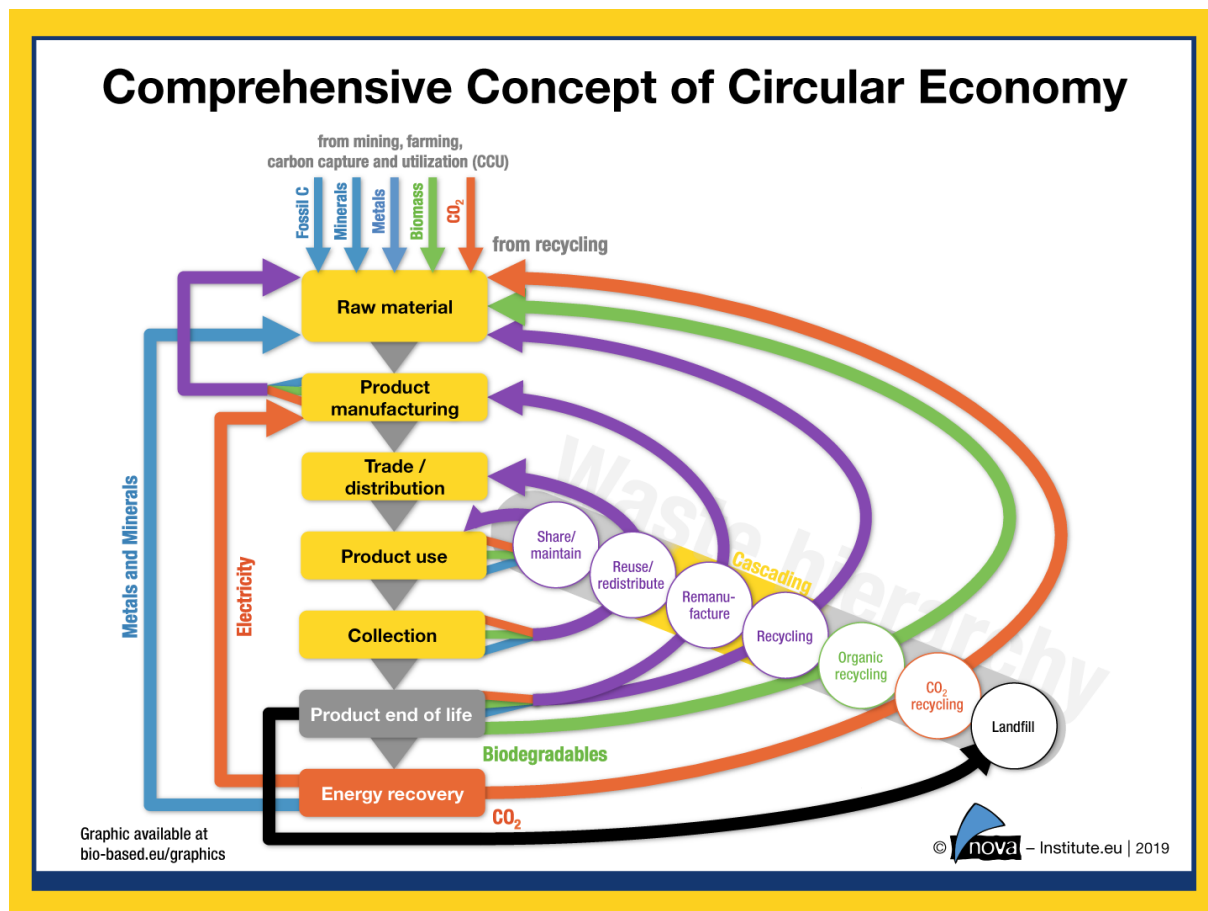 Comprehensive Concept of Circular Economy
from mining, farming,
carbon capture and utilization (CCU)
Fossil C
Minerals
Metals
Biomass
CO₂
from recycling
Raw material
Product
manufacturing
Trade /
distribution
Product use
Collection
Product end of life
Energy recovery
Metals and Minerals
Electricity
Waste hierarchy
Cascading
Share/
maintain
Reuse/
redistribute
Remanu-
facture
Recycling
Organic
recycling
CO₂
recycling
Landfill
Biodegradables
CO₂
Graphic available at
bio-based.eu/graphics
© nova – Institute.eu | 2019